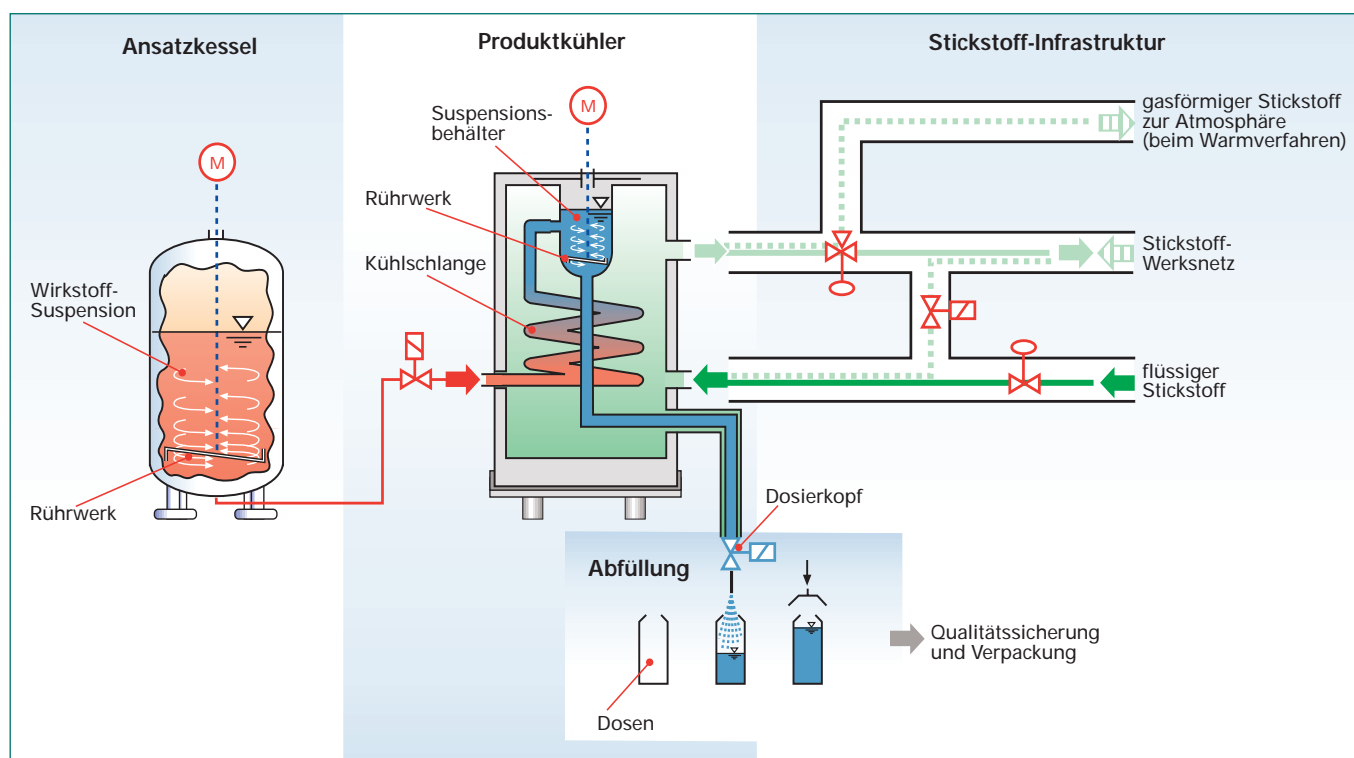 Ansatzkessel
Produktkühler
Stickstoff-Infrastruktur
M
Wirkstoff-
Suspension
Rührwerk
M
Suspensions-
behälter
Rührwerk
Kühlschlange
gasförmiger Stickstoff
zur Atmosphäre
(beim Warmverfahren)
Stickstoff-
Werksnetz
flüssiger
Stickstoff
Dosierkopf
Abfüllung
Dosen
Qualitätssicherung
und Verpackung